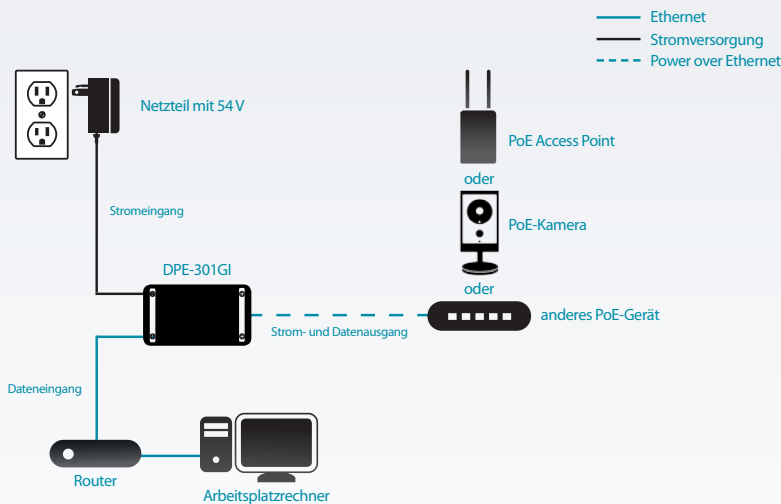 Ethernet
Stromversorgung
Power over Ethernet
Netzteil mit 54 V
PoE Access Point
oder
PoE-Kamera
Stromeingang
DPE-301GI
oder
Strom- und Datenausgang
anderes PoE-Gerät
Dateneingang
Router
Arbeitsplatzrechner